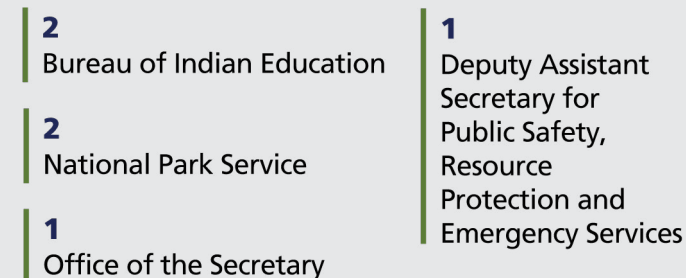 2
Bureau of Indian Education
2
National Park Service
1
Office of the Secretary
1
Deputy Assistant
Secretary for
Public Safety,
Resource
Protection and
Emergency Services